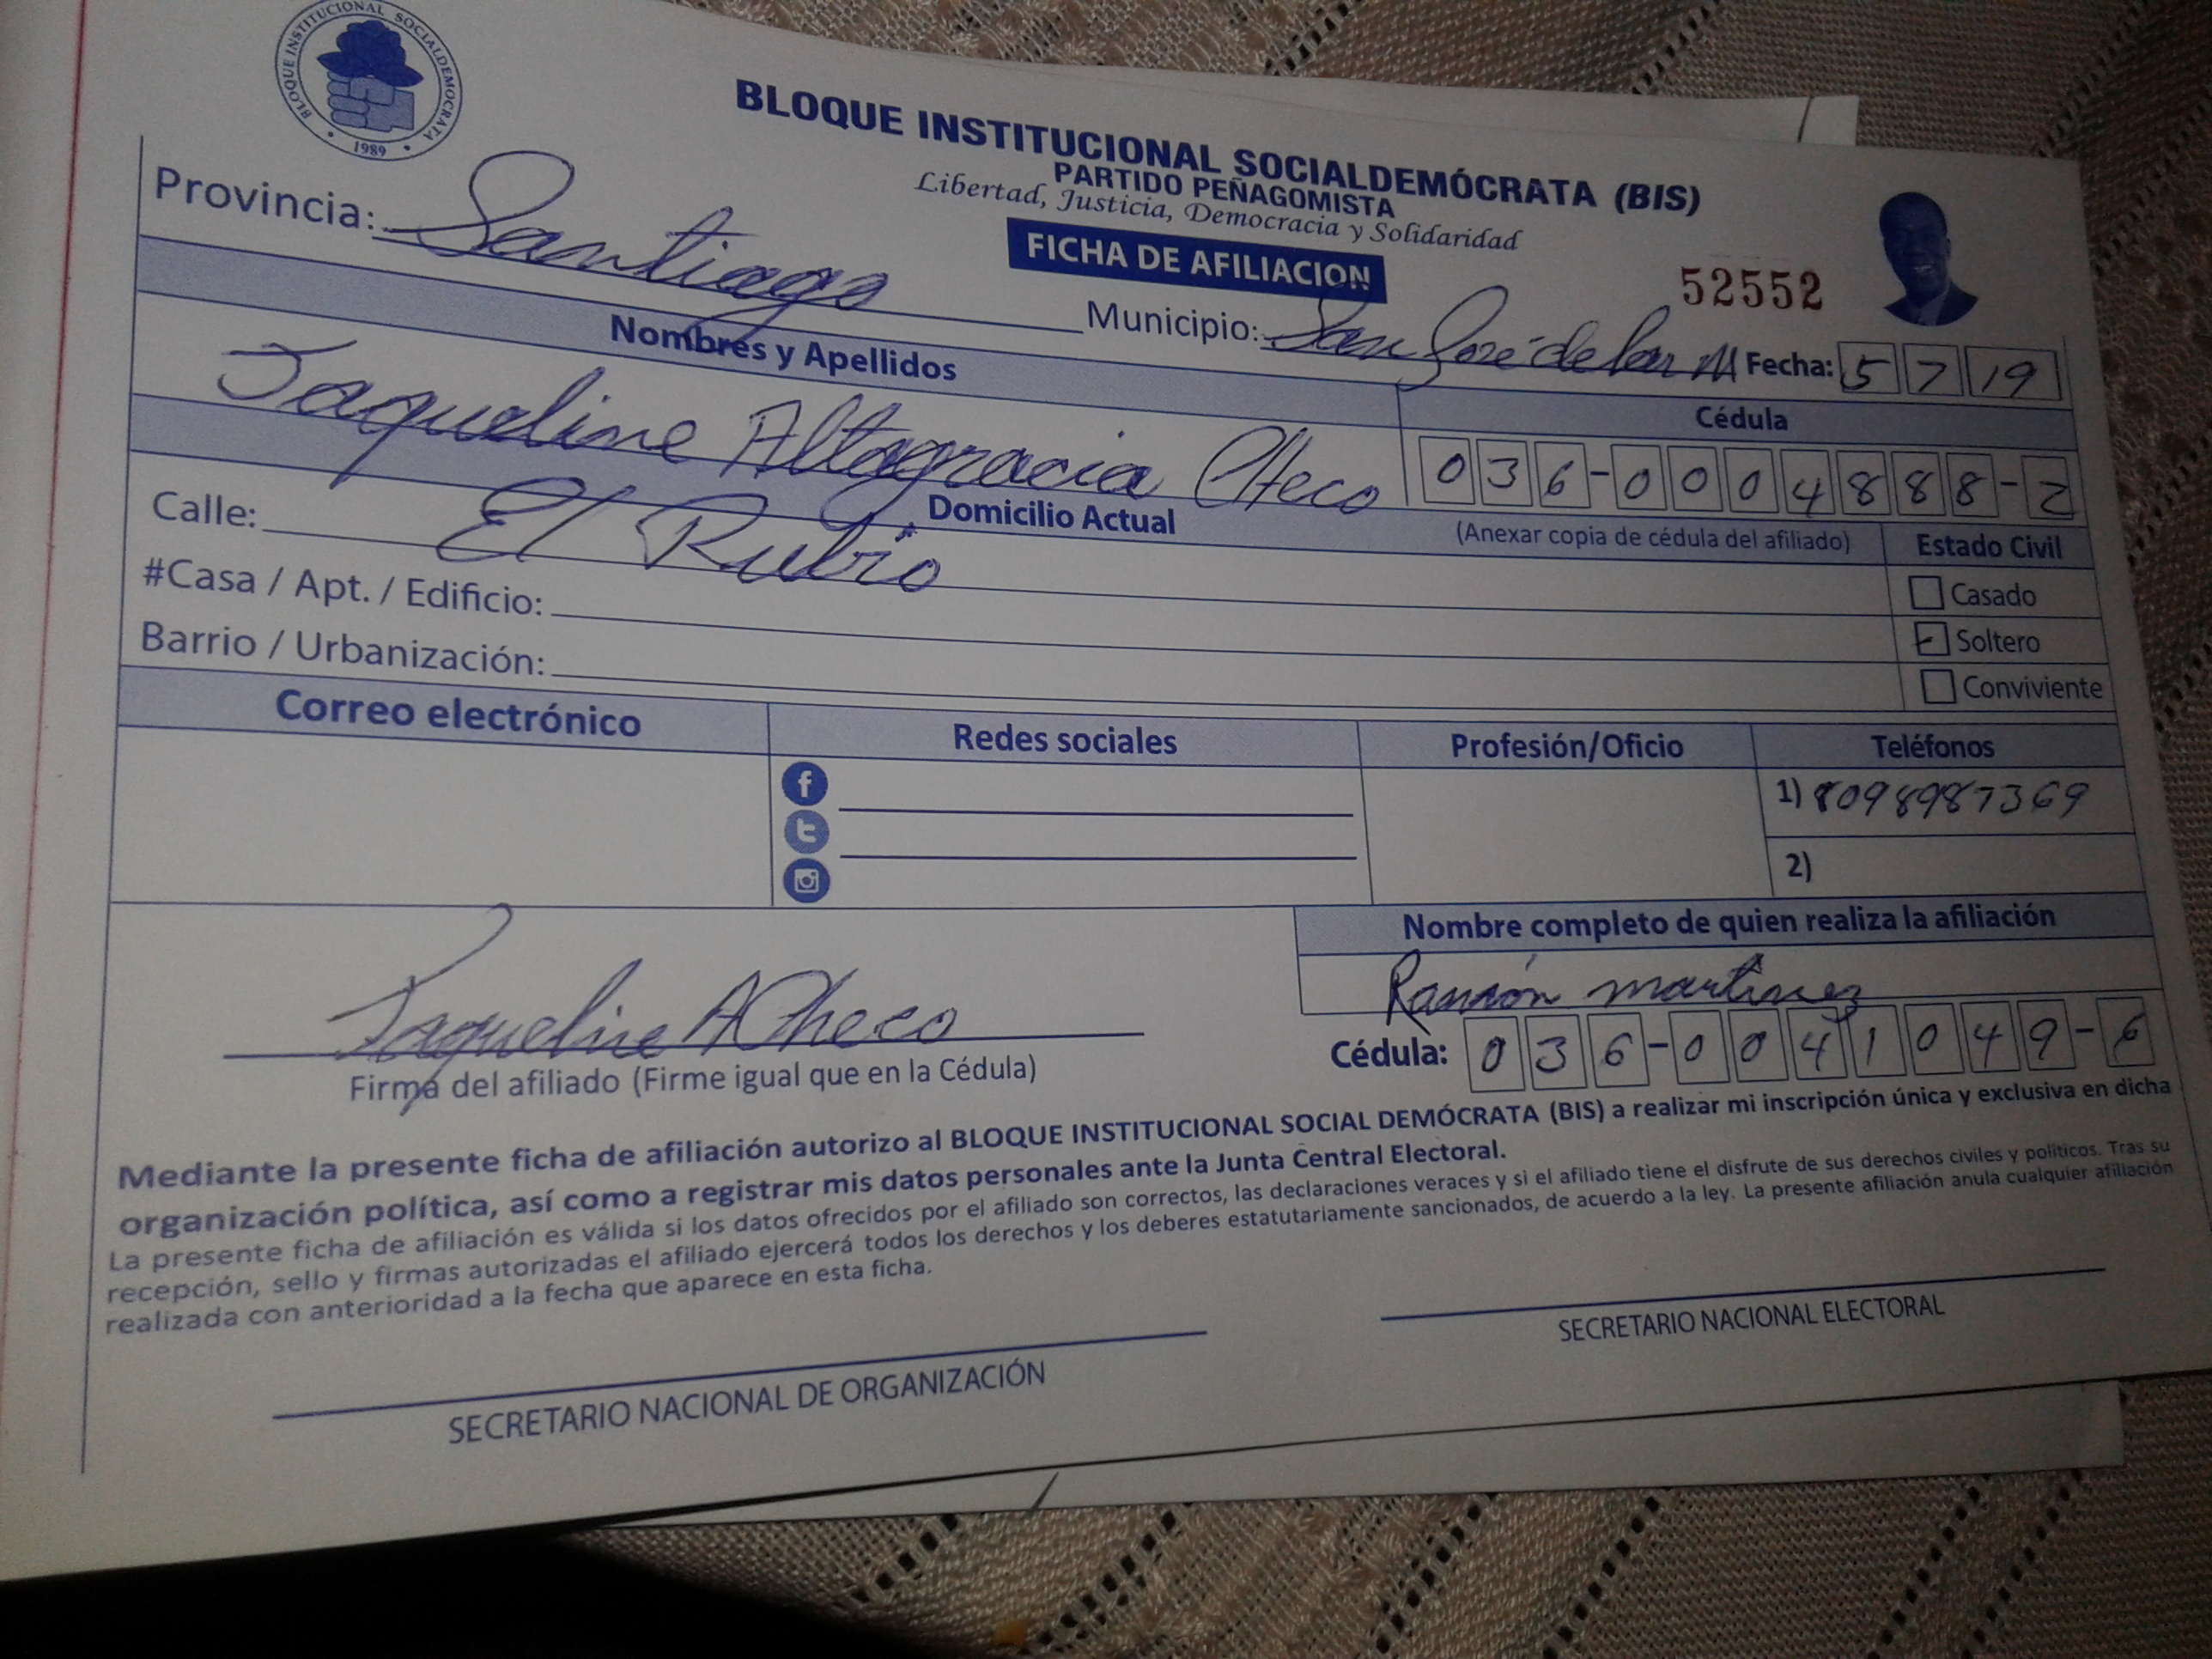 BLOQUE INSTITUCIONAL SOCIALDEMOCRATA
1989
BLOQUE INSTITUCIONAL SOCIALDEMÓCRATA (BIS)
PARTIDO PEÑAGOMISTA
Libertad, Justicia, Democracia y Solidaridad
FICHA DE AFILIACION
52552
Provincia: Santiago
Municipio: San José de las M Fecha: 5 7 19
Nombres y Apellidos
Cédula
Jaqueline Altagracia Checo
036-0004888-2
Domicilio Actual
(Anexar copia de cédula del afiliado)
Estado Civil
Calle: El Rubio
Casado
#Casa / Apt. / Edificio:
Soltero
Barrio / Urbanización:
Conviviente
Correo electrónico
Redes sociales
Profesión/Oficio
Teléfonos
1) 8098987369
2)
Nombre completo de quien realiza la afiliación
Ramón martinez
Jaqueline A Checo
Cédula: 036-0041049-6
Firma del afiliado (Firme igual que en la Cédula)
Mediante la presente ficha de afiliación autorizo al BLOQUE INSTITUCIONAL SOCIAL DEMÓCRATA (BIS) a realizar mi inscripción única y exclusiva en dicha
organización política, así como a registrar mis datos personales ante la Junta Central Electoral.
La presente ficha de afiliación es válida si los datos ofrecidos por el afiliado son correctos, las declaraciones veraces y si el afiliado tiene el disfrute de sus derechos civiles y políticos. Tras su
recepción, sello y firmas autorizadas el afiliado ejercerá todos los derechos y los deberes estatutariamente sancionados, de acuerdo a la ley. La presente afiliación anula cualquier afiliación
realizada con anterioridad a la fecha que aparece en esta ficha.
SECRETARIO NACIONAL DE ORGANIZACIÓN
SECRETARIO NACIONAL ELECTORAL